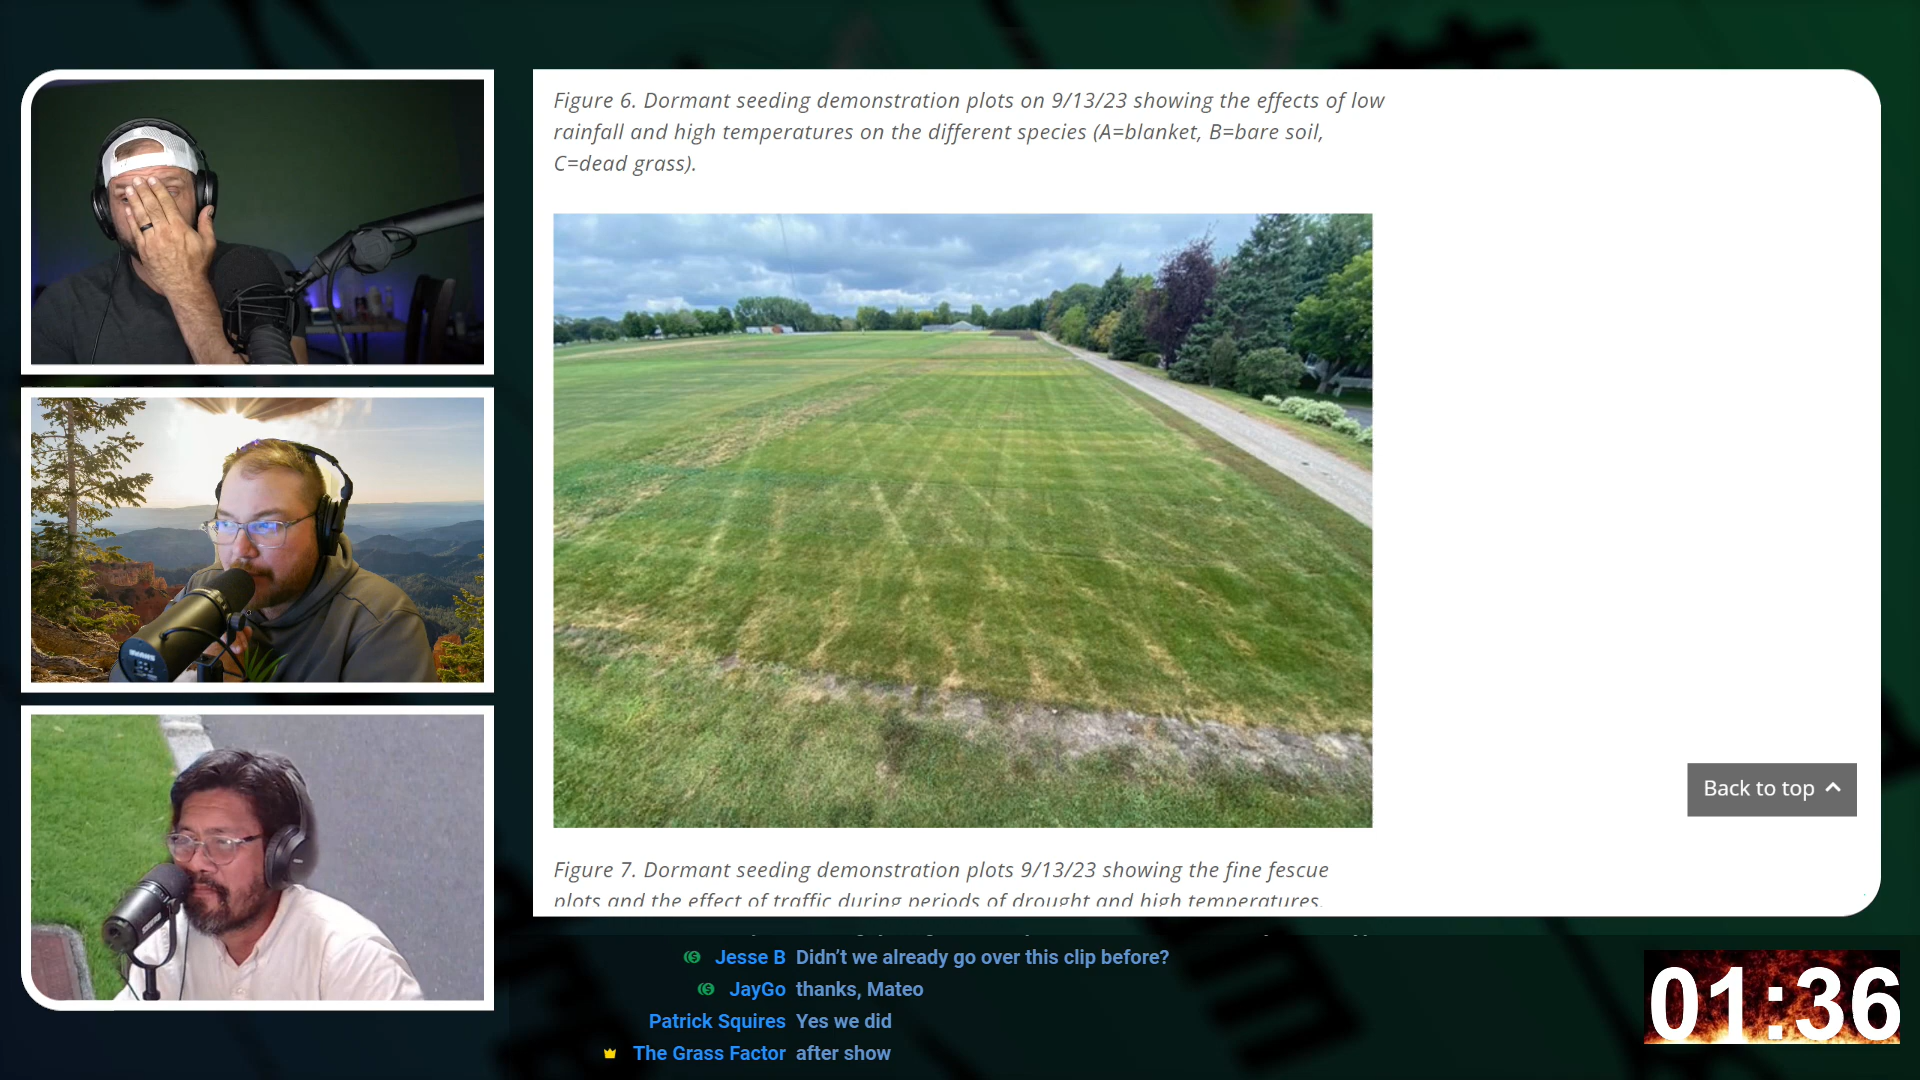 Figure 6. Dormant seeding demonstration plots on 9/13/23 showing the effects of low
rainfall and high temperatures on the different species (A=blanket, B=bare soil,
C=dead grass).
Back to top
Figure 7. Dormant seeding demonstration plots 9/13/23 showing the fine fescue
plots and the effect of traffic during periods of drought and high temperatures.
Jesse B Didn't we already go over this clip before?
JayGo thanks, Mateo
Patrick Squires Yes we did
The Grass Factor after show
01:36